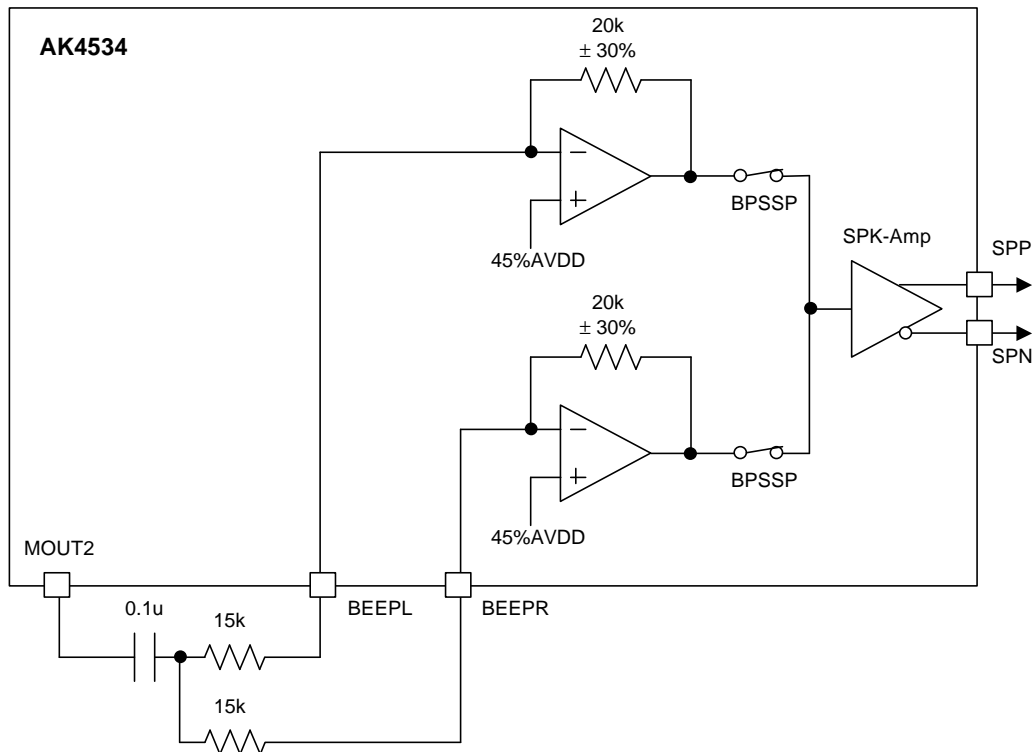 AK4534
20k
± 30%
−
+
45%AVDD
BPSSP
SPK-Amp
SPP
SPN
20k
± 30%
−
+
45%AVDD
BPSSP
MOUT2
BEEPL
BEEPR
0.1u
15k
15k